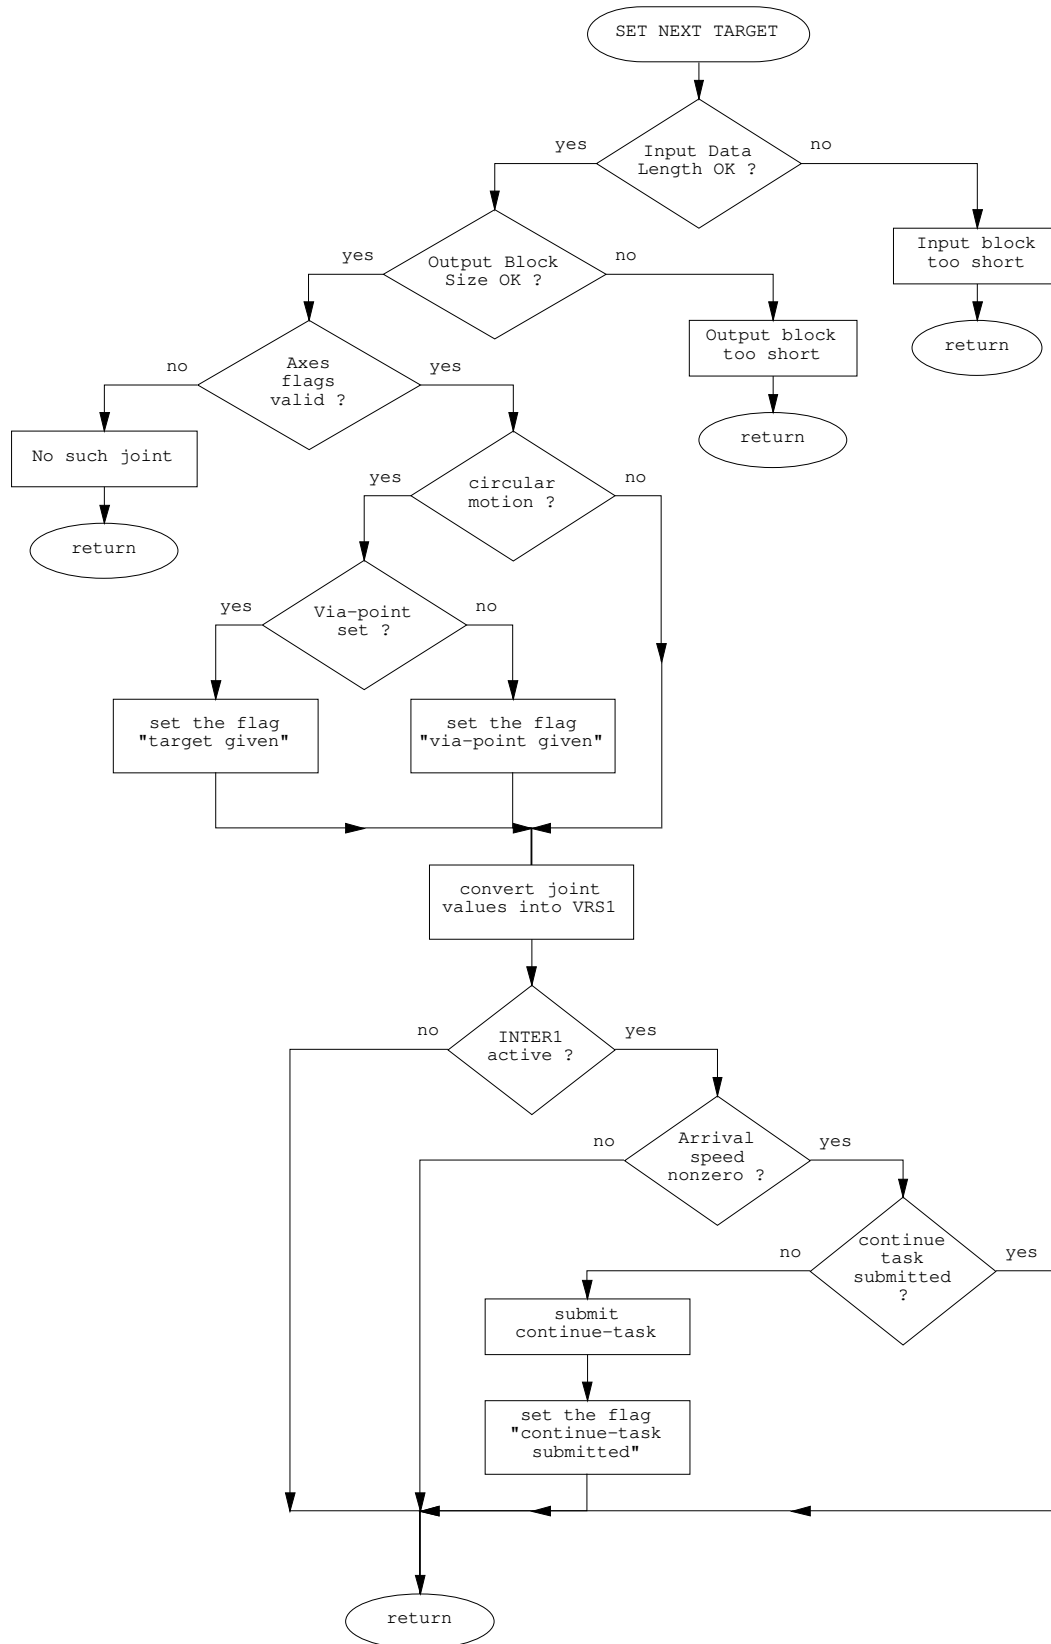 SET NEXT TARGET
yes
Input Data
Length OK ?
no
yes
Output Block
Size OK ?
no
Input block
too short
no
Axes
flags
valid ?
yes
Output block
too short
return
No such joint
yes
circular
motion ?
no
return
return
yes
Via-point
set ?
no
set the flag
"target given"
set the flag
"via-point given"
convert joint
values into VRS1
no
INTER1
active ?
yes
no
Arrival
speed
nonzero ?
yes
no
continue
task
submitted
?
yes
submit
continue-task
set the flag
"continue-task
submitted"
return